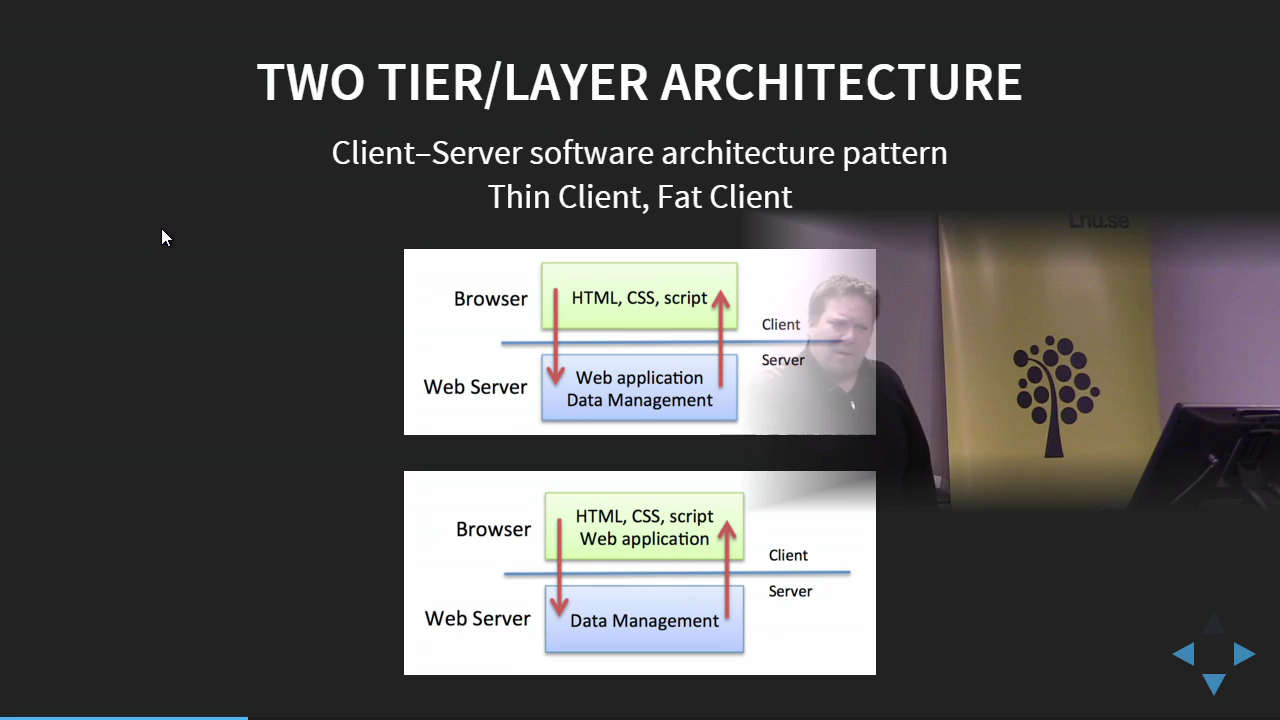 TWO TIER/LAYER ARCHITECTURE
Client–Server software architecture pattern
Thin Client, Fat Client
Lnu.se
Browser
HTML, CSS, script
Client
Server
Web Server
Web application
Data Management
Browser
HTML, CSS, script
Web application
Client
Server
Web Server
Data Management